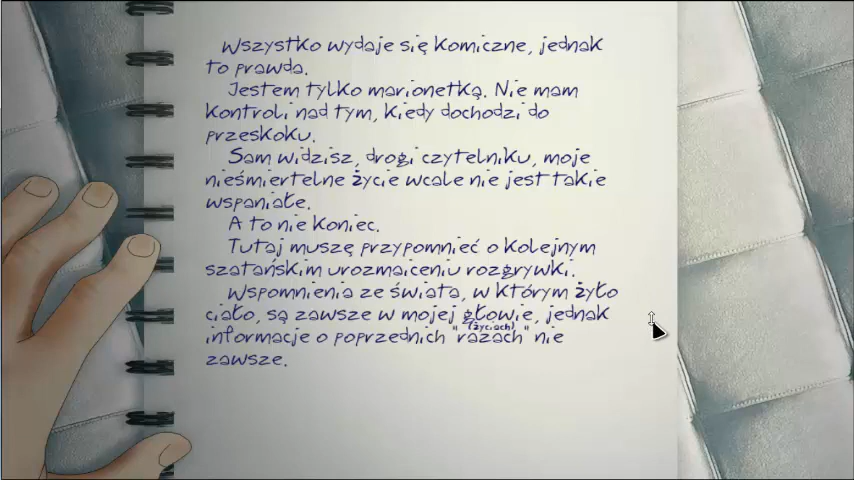 Wszystko wydaje się komiczne, jednak
to prawda.
Jestem tylko marionetką. Nie mam
kontroli nad tym, kiedy dochodzi do
przeskoku.
Sam widzisz, drogi czytelniku, moje
nieśmiertelne życie wcale nie jest takie
wspaniałe.
A to nie koniec.
Tutaj muszę przypomnieć o kolejnym
szatańskim urozmaiceniu rozgrywki.
Wspomnienia ze świata, w którym żyło
ciało, są zawsze w mojej głowie, jednak
(życiach)
informacje o poprzednich "razach" nie
zawsze.